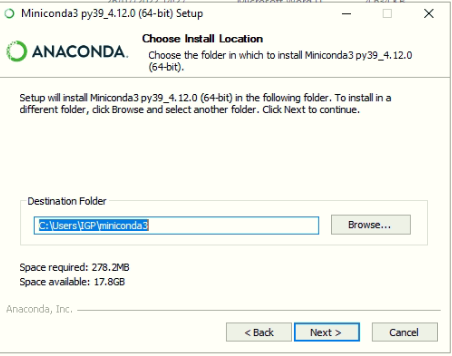 Miniconda3 py39_4.12.0 (64-bit) Setup
ANACONDA.
Choose Install Location
Choose the folder in which to install Miniconda3 py39_4.12.0
(64-bit).
Setup will install Miniconda3 py39_4.12.0 (64-bit) in the following folder. To install in a
different folder, click Browse and select another folder. Click Next to continue.
Destination Folder
C:\Users\IGP\miniconda3
Browse...
Space required: 278.2MB
Space available: 17.8GB
Anaconda, Inc.
< Back
Next >
Cancel